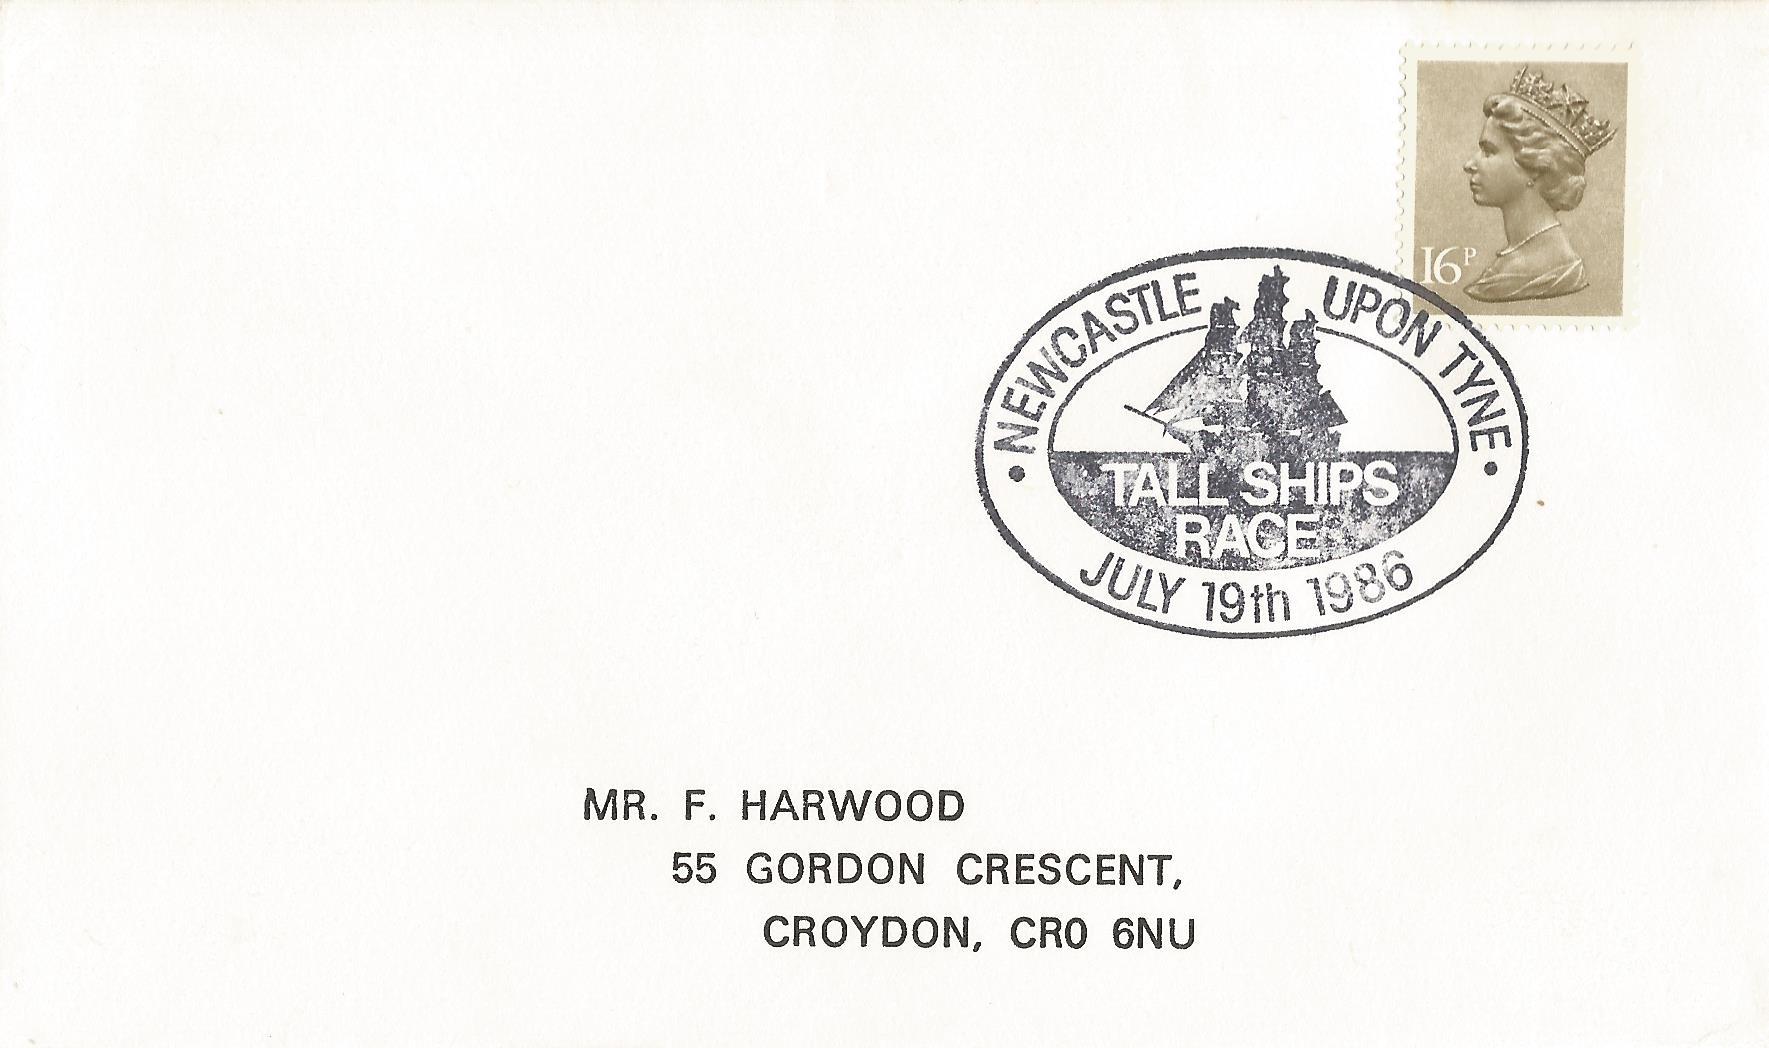 16P
NEWCASTLE UPON TYNE
TALL SHIPS
RACE
JULY 19th 1986
MR. F. HARWOOD
55 GORDON CRESCENT,
CROYDON, CR0 6NU